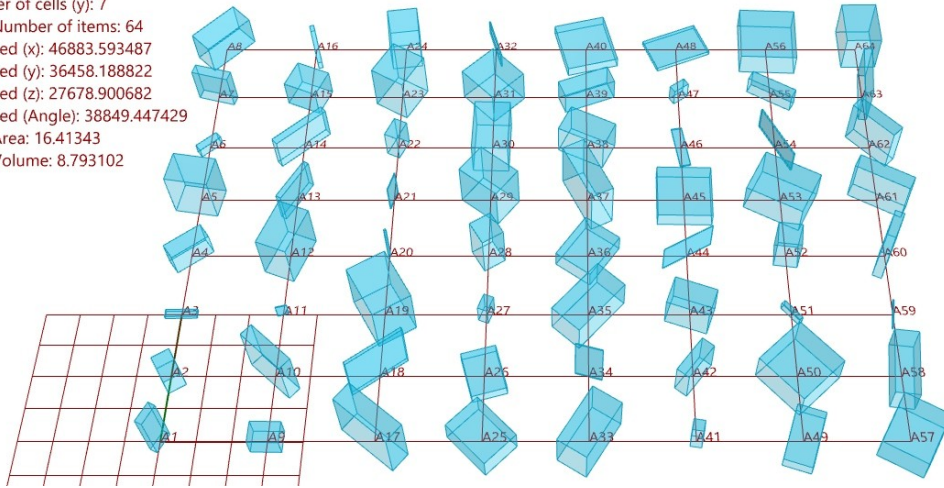 er of cells (y): 7
Number of items: 64
ed (x): 46883.593487
ed (y): 36458.188822
ed (z): 27678.900682
ed (Angle): 38849.447429
Area: 16.41343
Volume: 8.793102
A8 A16 A24 A32 A40 A48 A56 A64
A7 A15 A23 A31 A39 A47 A55 A63
A6 A14 A22 A30 A38 A46 A54 A62
A5 A13 A21 A29 A37 A45 A53 A61
A4 A12 A20 A28 A36 A44 A52 A60
A3 A11 A19 A27 A35 A43 A51 A59
A2 A10 A18 A26 A34 A42 A50 A58
A1 A9 A17 A25 A33 A41 A49 A57